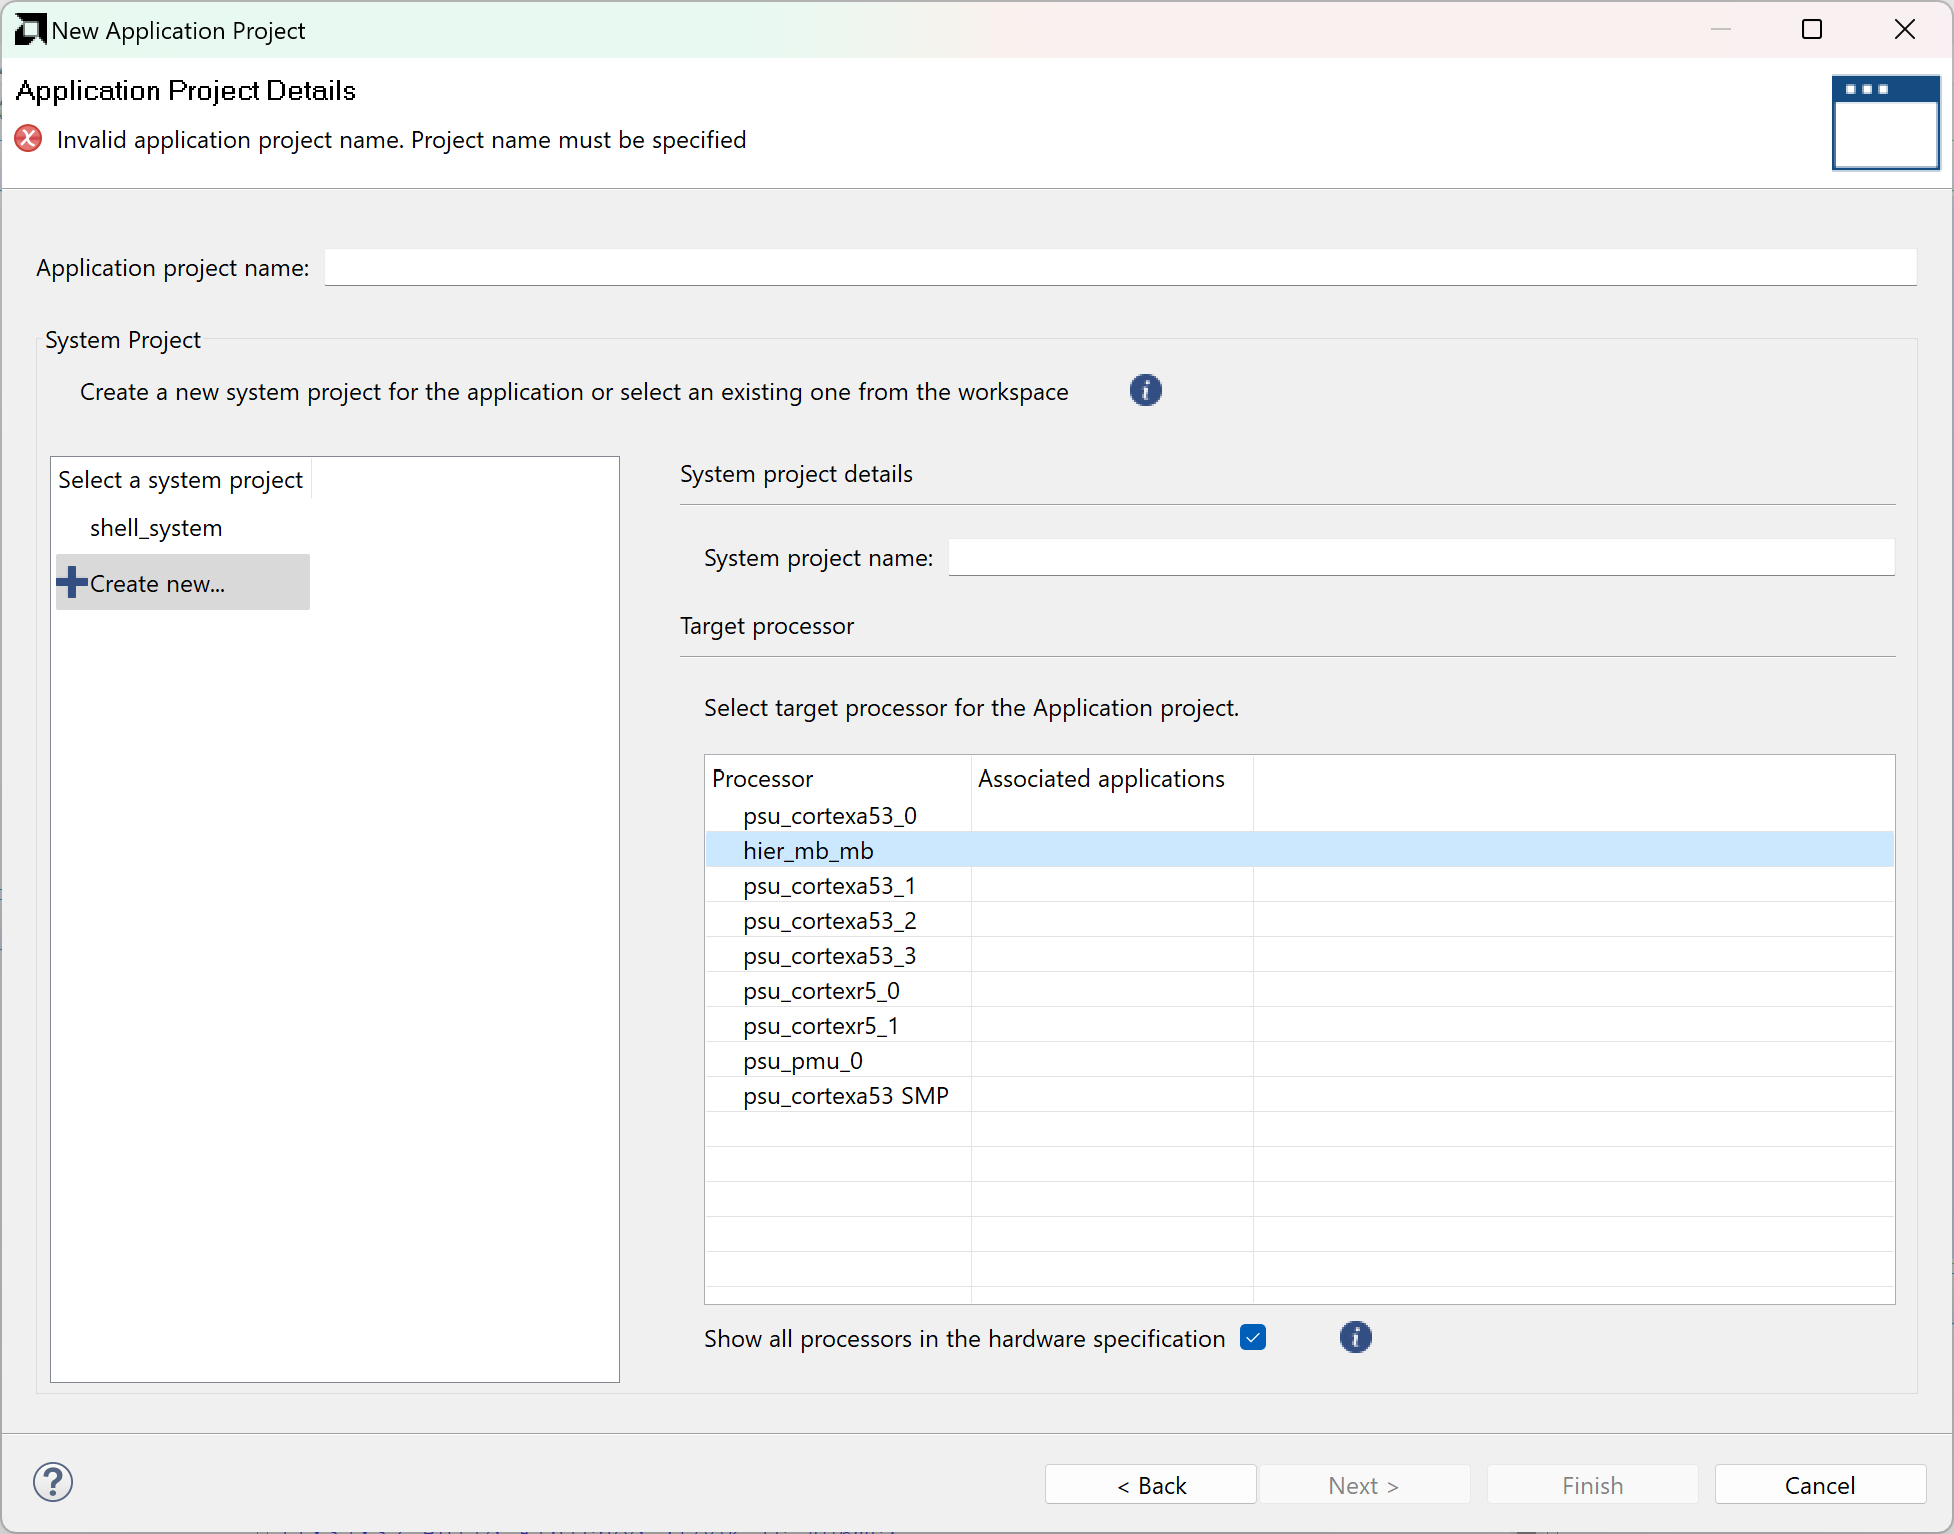 New Application Project
Application Project Details
Invalid application project name. Project name must be specified
Application project name:
System Project
Create a new system project for the application or select an existing one from the workspace
Select a system project
shell_system
Create new...
System project details
System project name:
Target processor
Select target processor for the Application project.
Processor Associated applications
psu_cortexa53_0
hier_mb_mb
psu_cortexa53_1
psu_cortexa53_2
psu_cortexa53_3
psu_cortexr5_0
psu_cortexr5_1
psu_pmu_0
psu_cortexa53 SMP
Show all processors in the hardware specification
< Back Next > Finish Cancel